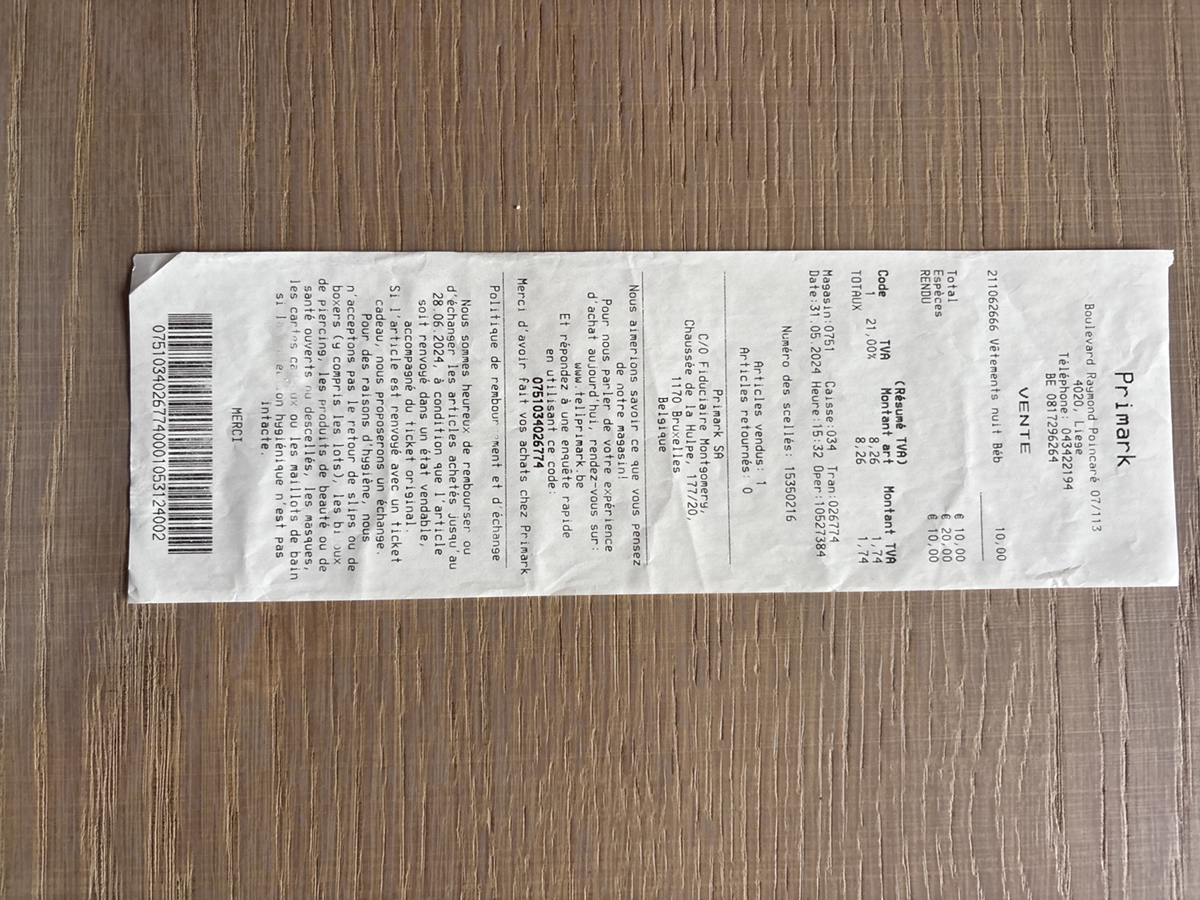 Primark
Boulevard Raymond Poincaré 07/113
4020, Liège
Téléphone: 043422194
BE 0817296264
VENTE
211062666 Vêtements nuit Béb 10,00
Total € 10,00
Espèces € 20,00
RENDU € 10,00
(Résumé TVA)
Code TVA Montant art Montant TVA
1 21.00% 8,26 1,74
TOTAUX 8,26 1,74
Magasin:0751 Caisse:034 Tran:026774
Date:31.05.2024 Heure:15:32 Oper:10527384
Numéro des scellés: 15350216
Articles vendus: 1
Articles retournés: 0
Primark SA
C/O Fiduciaire Montgomery,
Chaussée de la Hulpe, 177/20,
1170 Bruxelles
Belgique
Nous aimerions savoir ce que vous pensez
de notre magasin!
Pour nous parler de votre expérience
d'achat aujourd'hui, rendez-vous sur:
www.tellprimark.be
Et répondez à une enquête rapide
en utilisant ce code:
0751034026774
Merci d'avoir fait vos achats chez Primark
Politique de et d'échange
Nous sommes heureux de rembourser ou
d'échanger les articles achetés jusqu'au
28.06.2024, à condition que l'article
soit renvoyé dans un état vendable,
accompagné du ticket original.
Si l'article est renvoyé avec un ticket
cadeau, nous proposerons un échange.
Pour des raisons d'hygiène, nous
n'acceptons pas le retour de slips ou de
boxers (y compris les lots), les
de piercing, les produits de beauté ou de
santé ouverts ou descellés, les masques,
les ou les maillots de bain
si hygiénique n'est pas
intacte.
MERCI
07510340267740001053124002